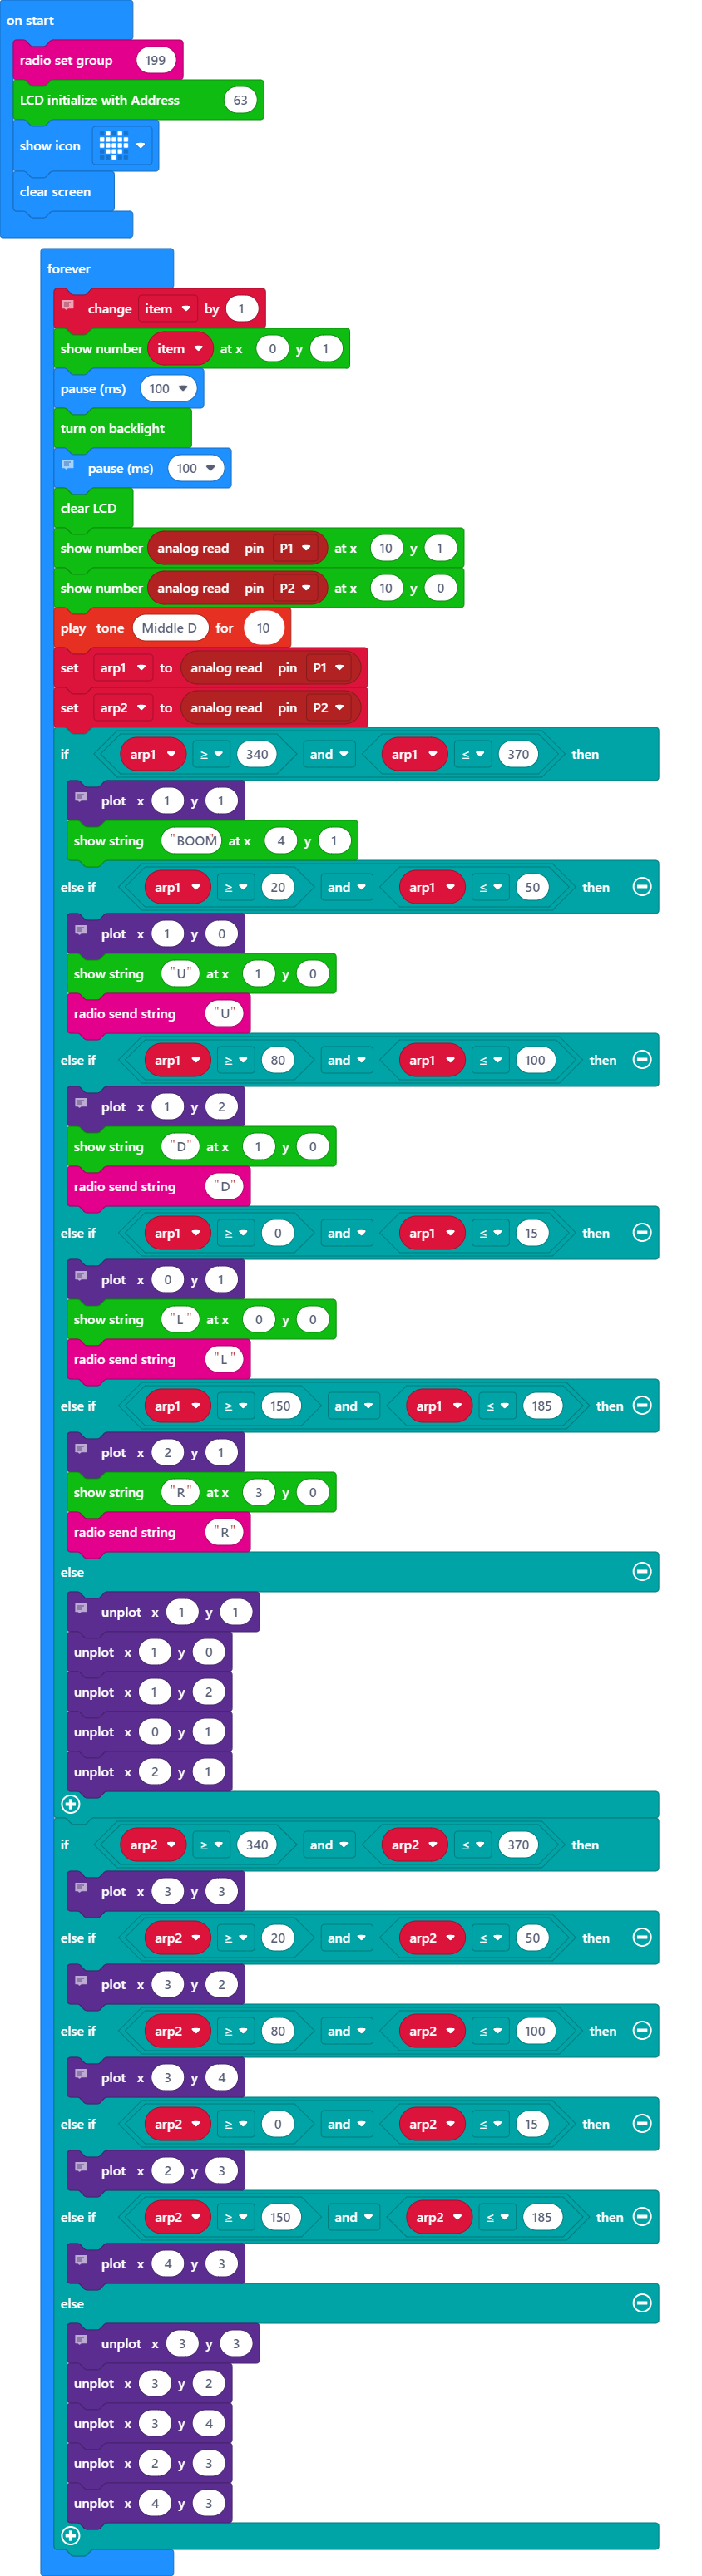 on start
radio set group 199
LCD initialize with Address 63
show icon
clear screen
forever
change item by 1
show number item at x 0 y 1
pause (ms) 100
turn on backlight
pause (ms) 100
clear LCD
show number analog read pin P1 at x 10 y 1
show number analog read pin P2 at x 10 y 0
play tone Middle D for 10
set arp1 to analog read pin P1
set arp2 to analog read pin P2
if arp1 ≥ 340 and arp1 ≤ 370 then
plot x 1 y 1
show string "BOOM" at x 4 y 1
else if arp1 ≥ 20 and arp1 ≤ 50 then
plot x 1 y 0
show string "U" at x 1 y 0
radio send string "U"
else if arp1 ≥ 80 and arp1 ≤ 100 then
plot x 1 y 2
show string "D" at x 1 y 0
radio send string "D"
else if arp1 ≥ 0 and arp1 ≤ 15 then
plot x 0 y 1
show string "L" at x 0 y 0
radio send string "L"
else if arp1 ≥ 150 and arp1 ≤ 185 then
plot x 2 y 1
show string "R" at x 3 y 0
radio send string "R"
else
unplot x 1 y 1
unplot x 1 y 0
unplot x 1 y 2
unplot x 0 y 1
unplot x 2 y 1
if arp2 ≥ 340 and arp2 ≤ 370 then
plot x 3 y 3
else if arp2 ≥ 20 and arp2 ≤ 50 then
plot x 3 y 2
else if arp2 ≥ 80 and arp2 ≤ 100 then
plot x 3 y 4
else if arp2 ≥ 0 and arp2 ≤ 15 then
plot x 2 y 3
else if arp2 ≥ 150 and arp2 ≤ 185 then
plot x 4 y 3
else
unplot x 3 y 3
unplot x 3 y 2
unplot x 3 y 4
unplot x 2 y 3
unplot x 4 y 3